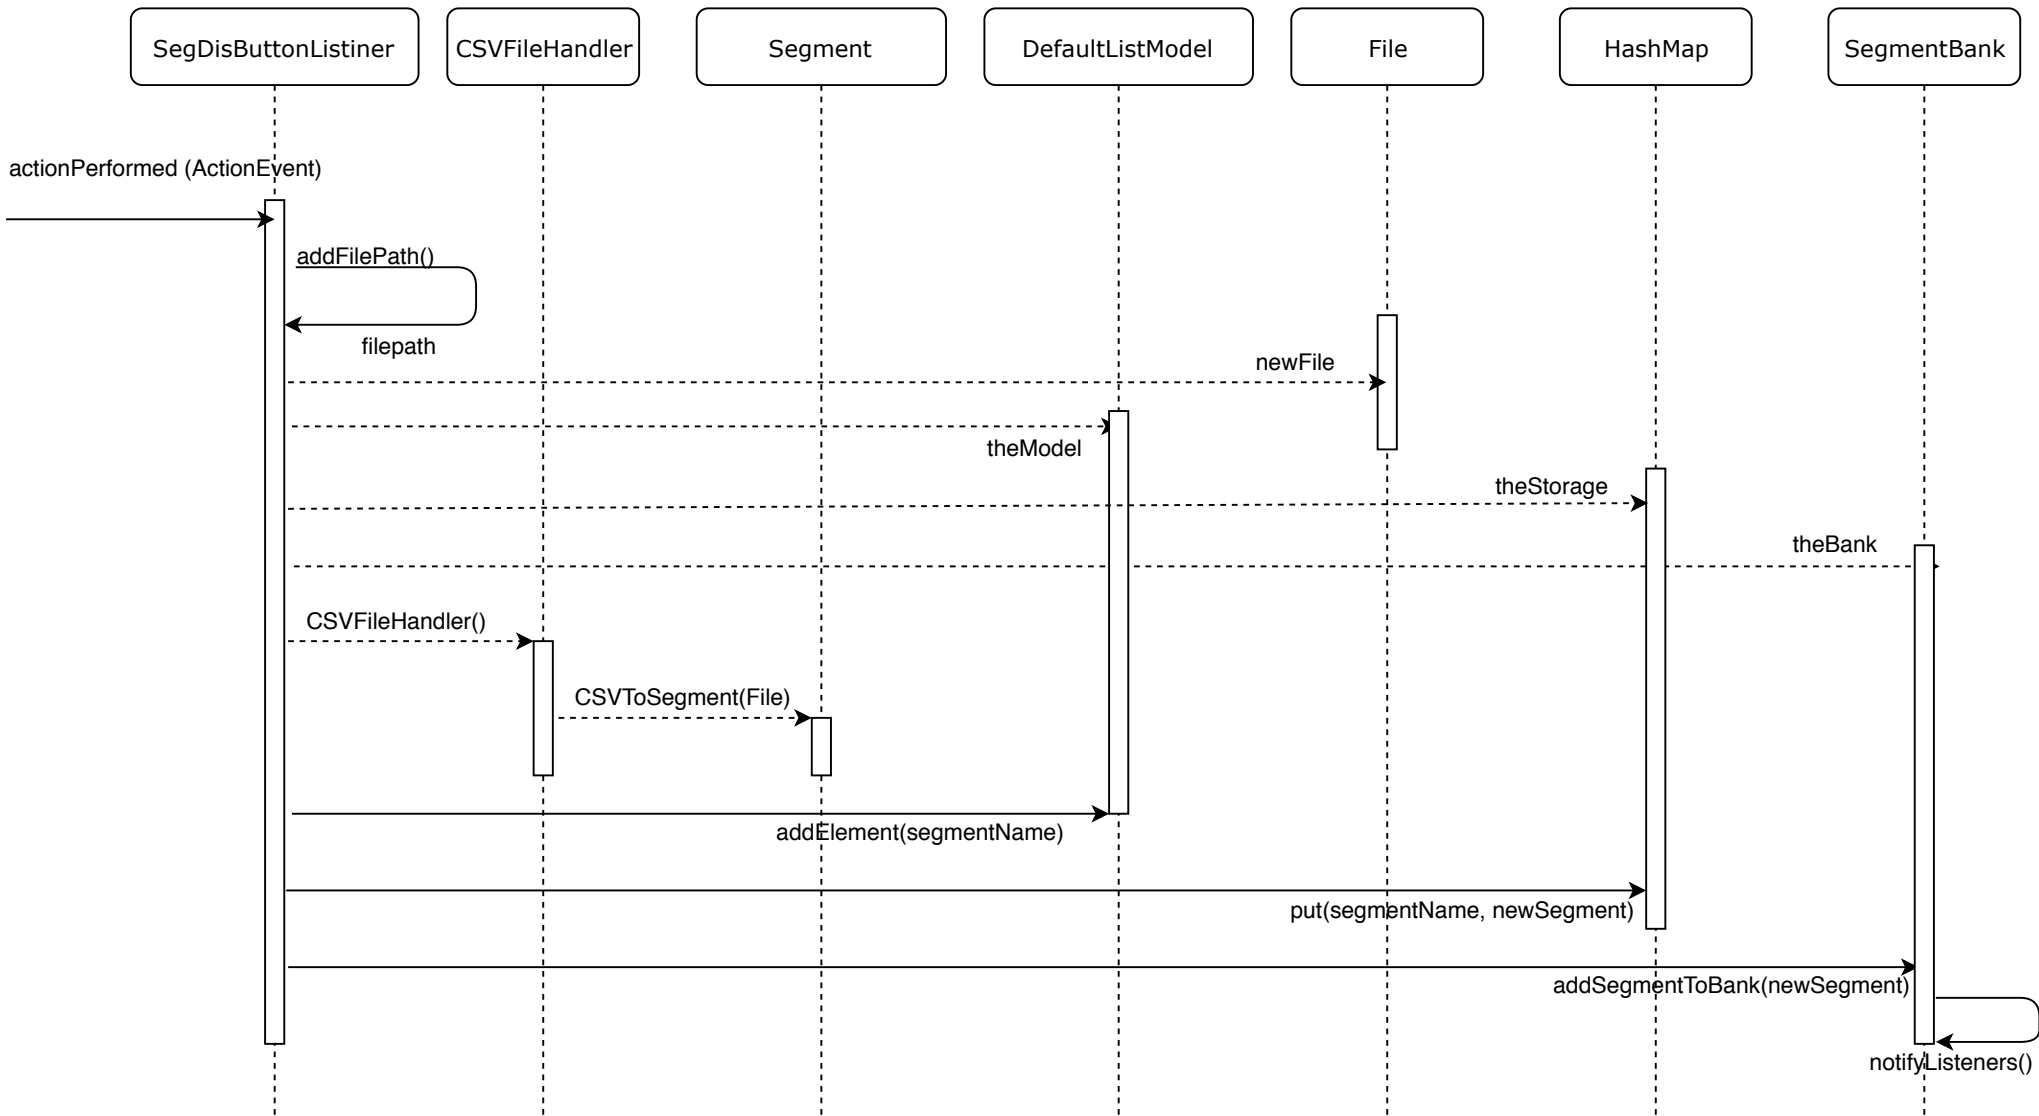 SegDisButtonListiner
CSVFileHandler
Segment
DefaultListModel
File
HashMap
SegmentBank
actionPerformed (ActionEvent)
addFilePath()
filepath
newFile
theModel
theStorage
theBank
CSVFileHandler()
CSVToSegment(File)
addElement(segmentName)
put(segmentName, newSegment)
addSegmentToBank(newSegment)
notifyListeners()